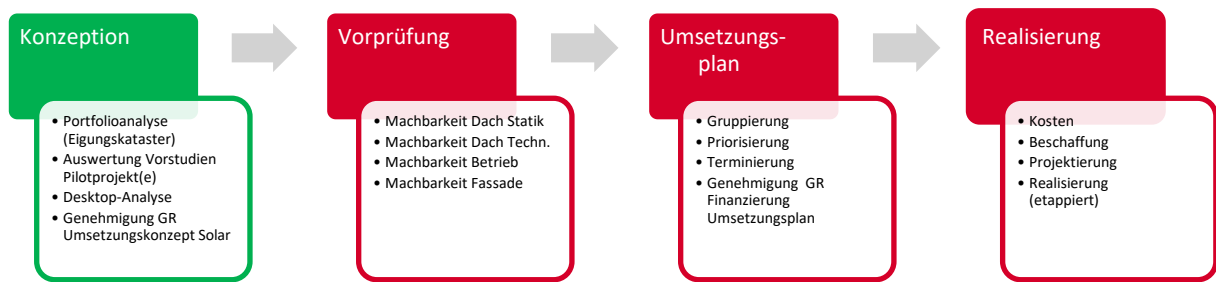 Konzeption
• Portfolioanalyse
(Eigungskataster)
• Auswertung Vorstudien
Pilotprojekt(e)
• Desktop-Analyse
• Genehmigung GR
Umsetzungskonzept Solar
Vorprüfung
• Machbarkeit Dach Statik
• Machbarkeit Dach Techn.
• Machbarkeit Betrieb
• Machbarkeit Fassade
Umsetzungs-
plan
• Gruppierung
• Priorisierung
• Terminierung
• Genehmigung GR
Finanzierung
Umsetzungsplan
Realisierung
• Kosten
• Beschaffung
• Projektierung
• Realisierung
(etappiert)